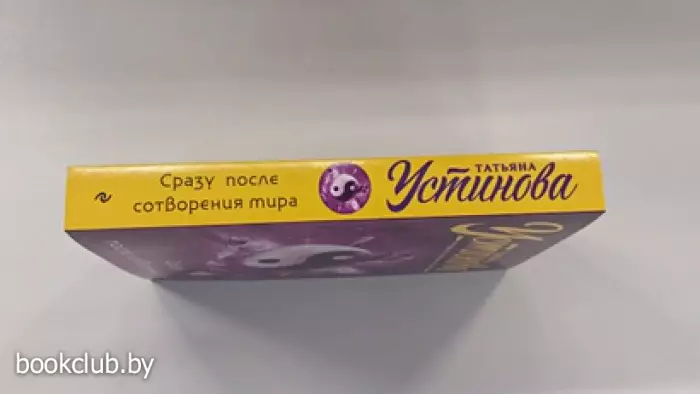 Сразу после
сотворения мира
ТАТЬЯНА
Устинова
bookclub.by